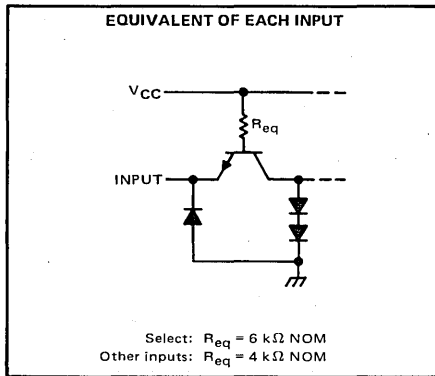 EQUIVALENT OF EACH INPUT
VCC
Req
INPUT
Select: Req = 6 kΩ NOM
Other inputs: Req = 4 kΩ NOM